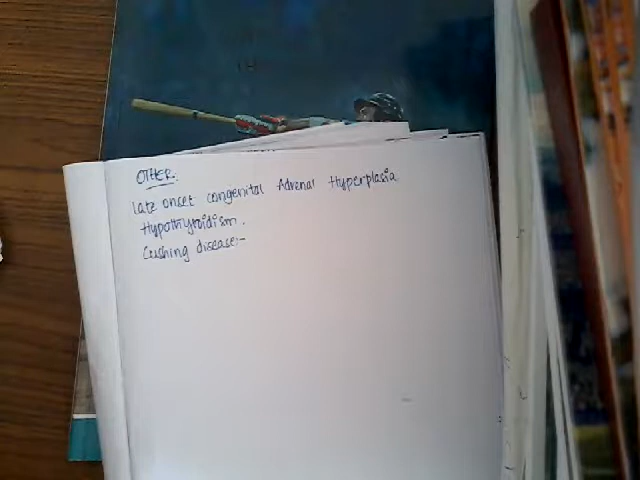 OTHER.
Late onset congenital Adrenal Hyperplasia
Hypothyroidism.
Cushing disease:-